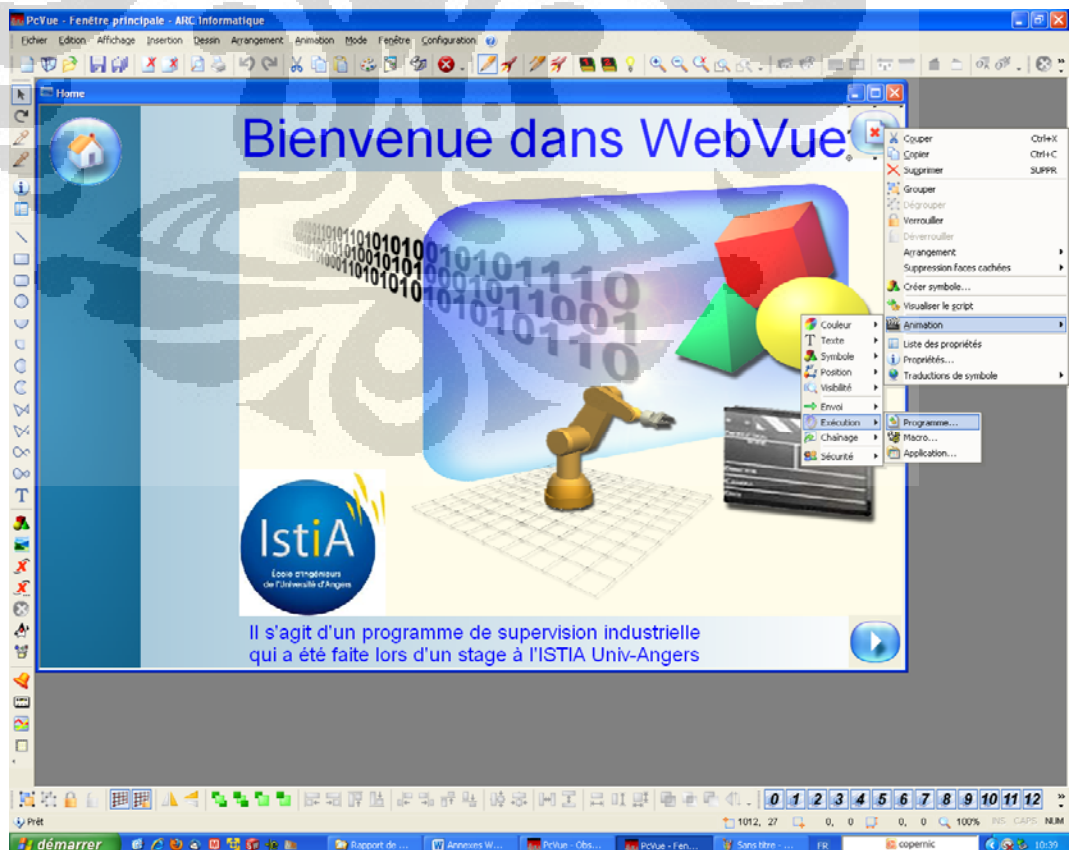 PcVue - Fenêtre principale - ARC Informatique
Fichier Edition Affichage Insertion Dessin Arrangement Animation Mode Fenêtre Configuration
Home
Bienvenue dans WebVue
Couper Ctrl+X
Copier Ctrl+C
Supprimer SUPPR
Grouper
Dégrouper
Verrouiller
Déverrouiller
Arrangement
Suppression faces cachées
Créer symbole...
Visualiser le script
Animation
Liste des propriétés
Propriétés...
Traductions de symbole
Couleur
Texte
Symbole
Position
Visibilité
Envoi
Exécution
Chaînage
Sécurité
Programme...
Macro...
Application...
IstiA
École d'Ingénieurs
de l'Université d'Angers
Il s'agit d'un programme de supervision industrielle
qui a été faite lors d'un stage à l'ISTIA Univ-Angers
0 1 2 3 4 5 6 7 8 9 10 11 12
Prêt
1012, 27 0, 0 0, 0 100% INS CAPS NUM
démarrer
Rapport de ...
Annexes W...
PcVue - Obs...
PcVue - Fen...
Sans titre - ...
FR
copernic
10:39